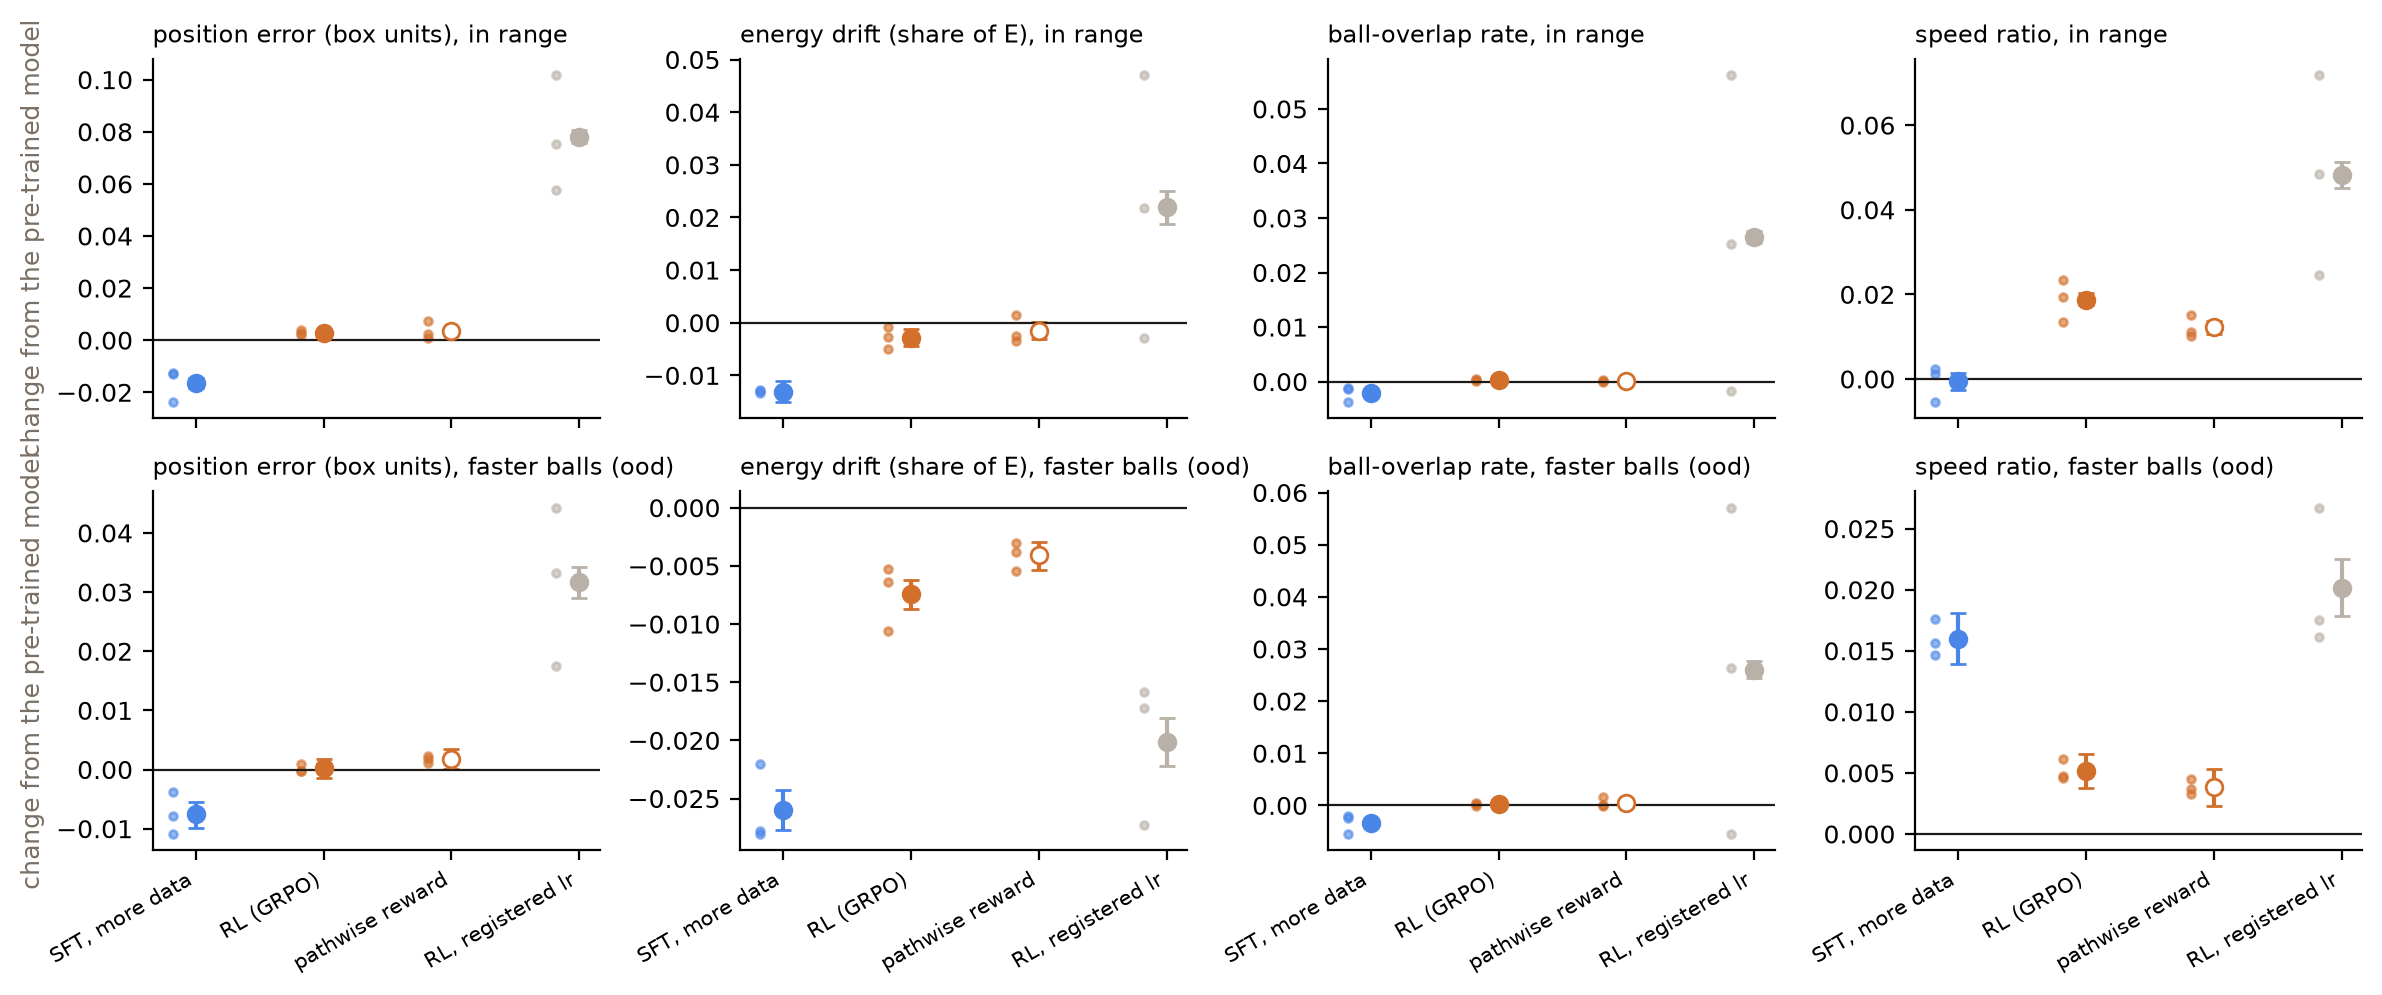 change from the pre-trained model
position error (box units), in range
0.10
0.08
0.06
0.04
0.02
0.00
−0.02
energy drift (share of E), in range
0.05
0.04
0.03
0.02
0.01
0.00
−0.01
ball-overlap rate, in range
0.05
0.04
0.03
0.02
0.01
0.00
speed ratio, in range
0.06
0.04
0.02
0.00
change from the pre-trained model
position error (box units), faster balls (ood)
0.04
0.03
0.02
0.01
0.00
−0.01
SFT, more data
RL (GRPO)
pathwise reward
RL, registered lr
energy drift (share of E), faster balls (ood)
0.000
−0.005
−0.010
−0.015
−0.020
−0.025
SFT, more data
RL (GRPO)
pathwise reward
RL, registered lr
ball-overlap rate, faster balls (ood)
0.06
0.05
0.04
0.03
0.02
0.01
0.00
SFT, more data
RL (GRPO)
pathwise reward
RL, registered lr
speed ratio, faster balls (ood)
0.025
0.020
0.015
0.010
0.005
0.000
SFT, more data
RL (GRPO)
pathwise reward
RL, registered lr